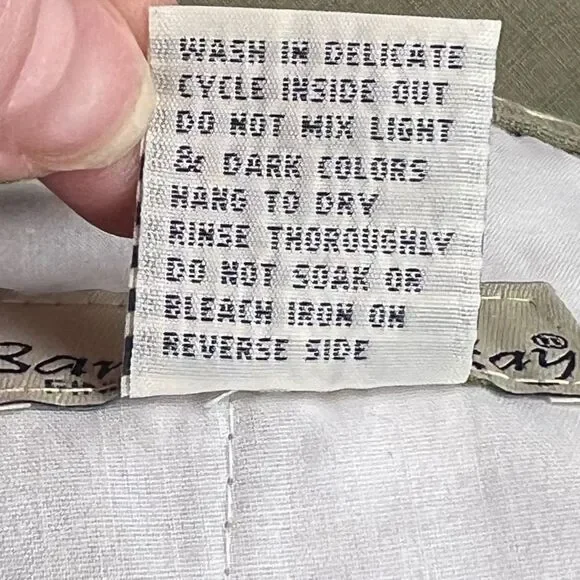 WASH IN DELICATE
CYCLE INSIDE OUT
DO NOT MIX LIGHT
& DARK COLORS
HANG TO DRY
RINSE THOROUGHLY
DO NOT SOAK OR
BLEACH IRON ON
REVERSE SIDE